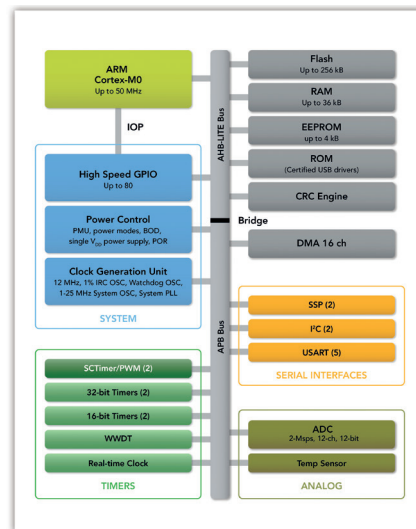 ARM
Cortex-M0
Up to 50 MHz
IOP
High Speed GPIO
Up to 80
Power Control
PMU, power modes, BOD,
single VDD power supply, POR
Clock Generation Unit
12 MHz, 1% IRC OSC, Watchdog OSC,
1-25 MHz System OSC, System PLL
SYSTEM
SCTimer/PWM (2)
32-bit Timers (2)
16-bit Timers (2)
WWDT
Real-time Clock
TIMERS
AHB-LITE Bus
Bridge
APB Bus
Flash
Up to 256 kB
RAM
Up to 36 kB
EEPROM
up to 4 kB
ROM
(Certified USB drivers)
CRC Engine
DMA 16 ch
SSP (2)
I²C (2)
USART (5)
SERIAL INTERFACES
ADC
2-Msps, 12-ch, 12-bit
Temp Sensor
ANALOG